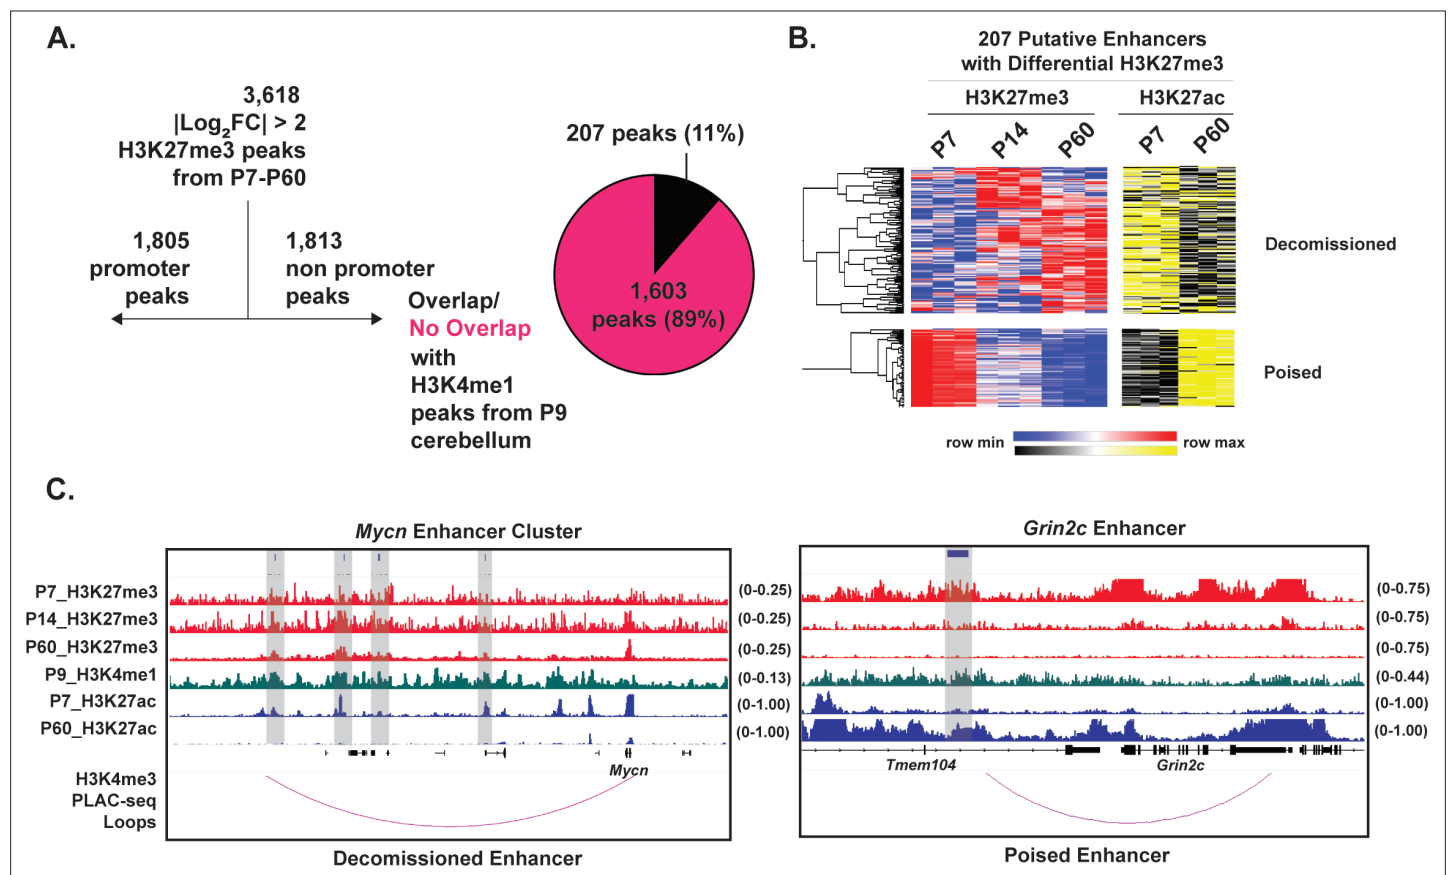 A.
3,618
|Log₂FC| > 2
H3K27me3 peaks
from P7-P60
1,805
promoter
peaks
1,813
non promoter
peaks
Overlap/
No Overlap
with
H3K4me1
peaks from P9
cerebellum
207 peaks (11%)
1,603
peaks (89%)
B.
207 Putative Enhancers
with Differential H3K27me3
H3K27me3
H3K27ac
P7
P14
P60
P7
P60
Decomissioned
Poised
row min
row max
C.
Mycn Enhancer Cluster
P7_H3K27me3
P14_H3K27me3
P60_H3K27me3
P9_H3K4me1
P7_H3K27ac
P60_H3K27ac
(0-0.25)
(0-0.25)
(0-0.25)
(0-0.13)
(0-1.00)
(0-1.00)
Mycn
H3K4me3
PLAC-seq
Loops
Decomissioned Enhancer
Grin2c Enhancer
(0-0.75)
(0-0.75)
(0-0.75)
(0-0.44)
(0-1.00)
(0-1.00)
Tmem104
Grin2c
Poised Enhancer